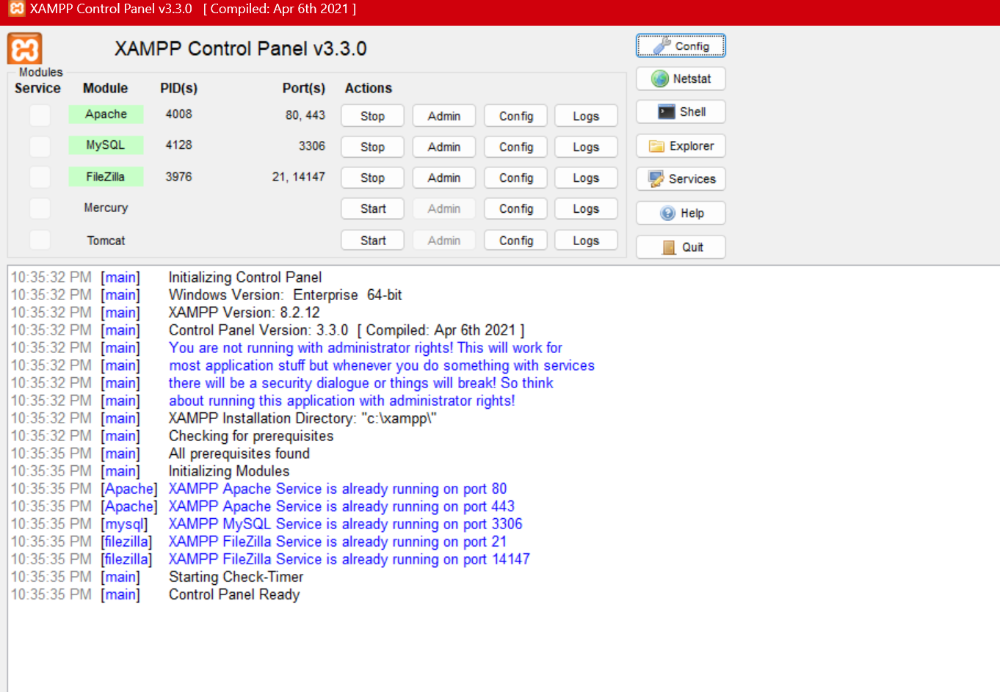 XAMPP Control Panel v3.3.0 [ Compiled: Apr 6th 2021 ]
XAMPP Control Panel v3.3.0
Config
Modules
Netstat
Service Module PID(s) Port(s) Actions
Apache 4008 80, 443 Stop Admin Config Logs
Shell
MySQL 4128 3306 Stop Admin Config Logs
Explorer
FileZilla 3976 21, 14147 Stop Admin Config Logs
Services
Mercury Start Admin Config Logs
Help
Tomcat Start Admin Config Logs
Quit
10:35:32 PM [main] Initializing Control Panel
10:35:32 PM [main] Windows Version: Enterprise 64-bit
10:35:32 PM [main] XAMPP Version: 8.2.12
10:35:32 PM [main] Control Panel Version: 3.3.0 [ Compiled: Apr 6th 2021 ]
10:35:32 PM [main] You are not running with administrator rights! This will work for
10:35:32 PM [main] most application stuff but whenever you do something with services
10:35:32 PM [main] there will be a security dialogue or things will break! So think
10:35:32 PM [main] about running this application with administrator rights!
10:35:32 PM [main] XAMPP Installation Directory: "c:\xampp\"
10:35:32 PM [main] Checking for prerequisites
10:35:35 PM [main] All prerequisites found
10:35:35 PM [main] Initializing Modules
10:35:35 PM [Apache] XAMPP Apache Service is already running on port 80
10:35:35 PM [Apache] XAMPP Apache Service is already running on port 443
10:35:35 PM [mysql] XAMPP MySQL Service is already running on port 3306
10:35:35 PM [filezilla] XAMPP FileZilla Service is already running on port 21
10:35:35 PM [filezilla] XAMPP FileZilla Service is already running on port 14147
10:35:35 PM [main] Starting Check-Timer
10:35:35 PM [main] Control Panel Ready